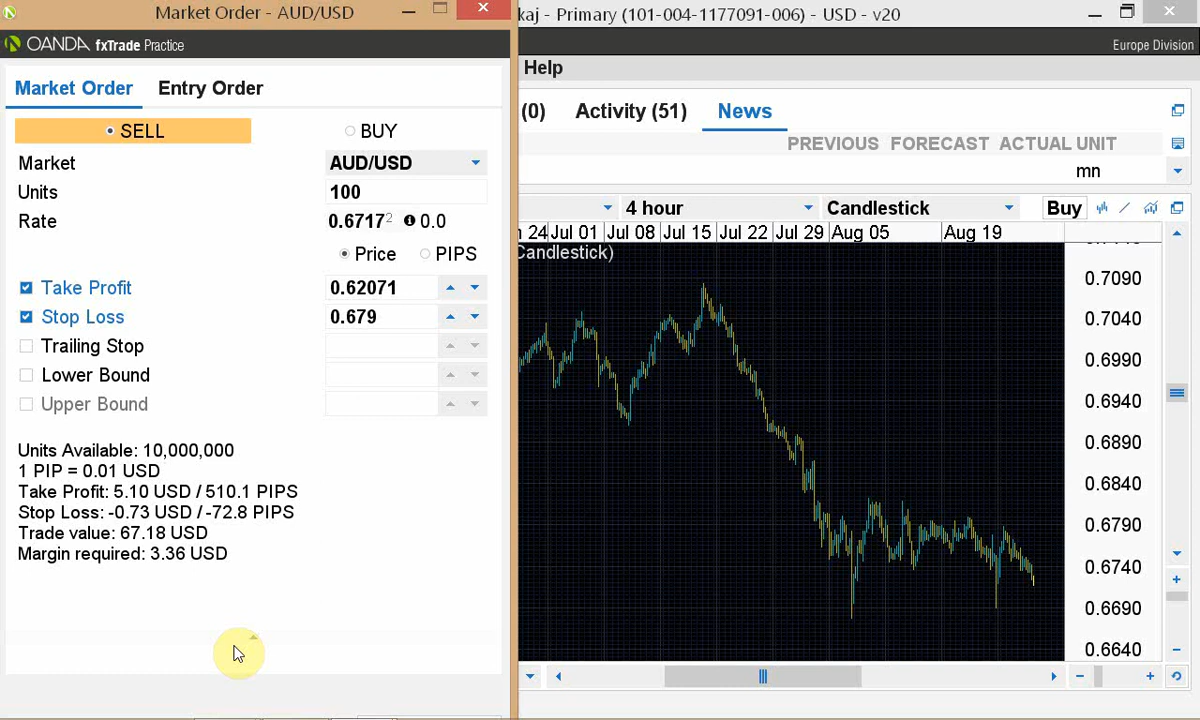 Market Order - AUD/USD
OANDA fxTrade Practice
Market Order Entry Order
SELL BUY
Market AUD/USD
Units 100
Rate 0.67172 0.0
Price PIPS
Take Profit 0.62071
Stop Loss 0.679
Trailing Stop
Lower Bound
Upper Bound
Units Available: 10,000,000
1 PIP = 0.01 USD
Take Profit: 5.10 USD / 510.1 PIPS
Stop Loss: -0.73 USD / -72.8 PIPS
Trade value: 67.18 USD
Margin required: 3.36 USD
kaj - Primary (101-004-1177091-006) - USD - v20
Europe Division
Help
(0) Activity (51) News
PREVIOUS FORECAST ACTUAL UNIT
mn
4 hour Candlestick Buy
24 Jul 01 Jul 08 Jul 15 Jul 22 Jul 29 Aug 05 Aug 19
Candlestick)
0.7090
0.7040
0.6990
0.6940
0.6890
0.6840
0.6790
0.6740
0.6690
0.6640